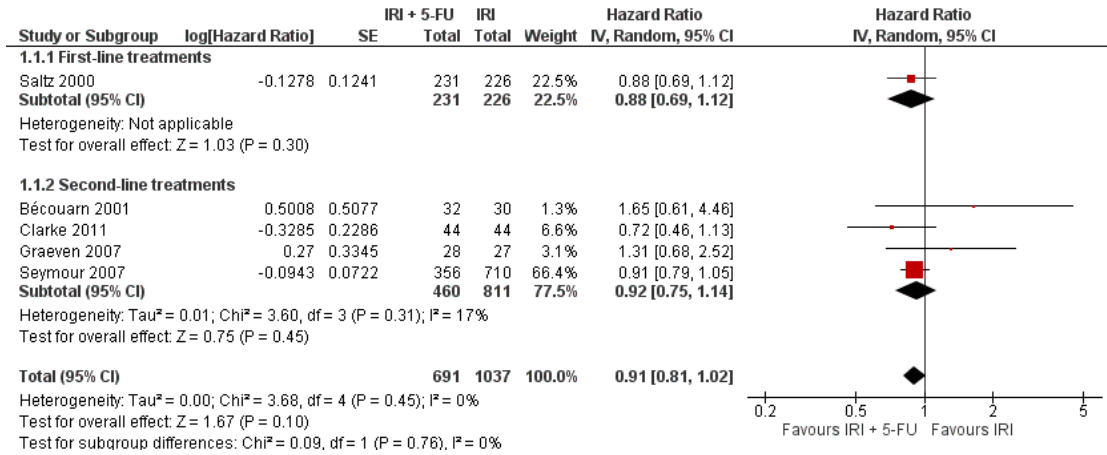 IRI + 5-FU IRI Hazard Ratio Hazard Ratio
Study or Subgroup log[Hazard Ratio] SE Total Total Weight IV, Random, 95% CI IV, Random, 95% CI
1.1.1 First-line treatments
Saltz 2000 -0.1278 0.1241 231 226 22.5% 0.88 [0.69, 1.12]
Subtotal (95% CI) 231 226 22.5% 0.88 [0.69, 1.12]
Heterogeneity: Not applicable
Test for overall effect: Z = 1.03 (P = 0.30)
1.1.2 Second-line treatments
Bécouarn 2001 0.5008 0.5077 32 30 1.3% 1.65 [0.61, 4.46]
Clarke 2011 -0.3285 0.2286 44 44 6.6% 0.72 [0.46, 1.13]
Graeven 2007 0.27 0.3345 28 27 3.1% 1.31 [0.68, 2.52]
Seymour 2007 -0.0943 0.0722 356 710 66.4% 0.91 [0.79, 1.05]
Subtotal (95% CI) 460 811 77.5% 0.92 [0.75, 1.14]
Heterogeneity: Tau² = 0.01; Chi² = 3.60, df = 3 (P = 0.31); I² = 17%
Test for overall effect: Z = 0.75 (P = 0.45)
Total (95% CI) 691 1037 100.0% 0.91 [0.81, 1.02]
Heterogeneity: Tau² = 0.00; Chi² = 3.68, df = 4 (P = 0.45); I² = 0%
Test for overall effect: Z = 1.67 (P = 0.10)
Test for subgroup differences: Chi² = 0.09, df = 1 (P = 0.76), I² = 0%
0.2 0.5 1 2 5
Favours IRI + 5-FU Favours IRI